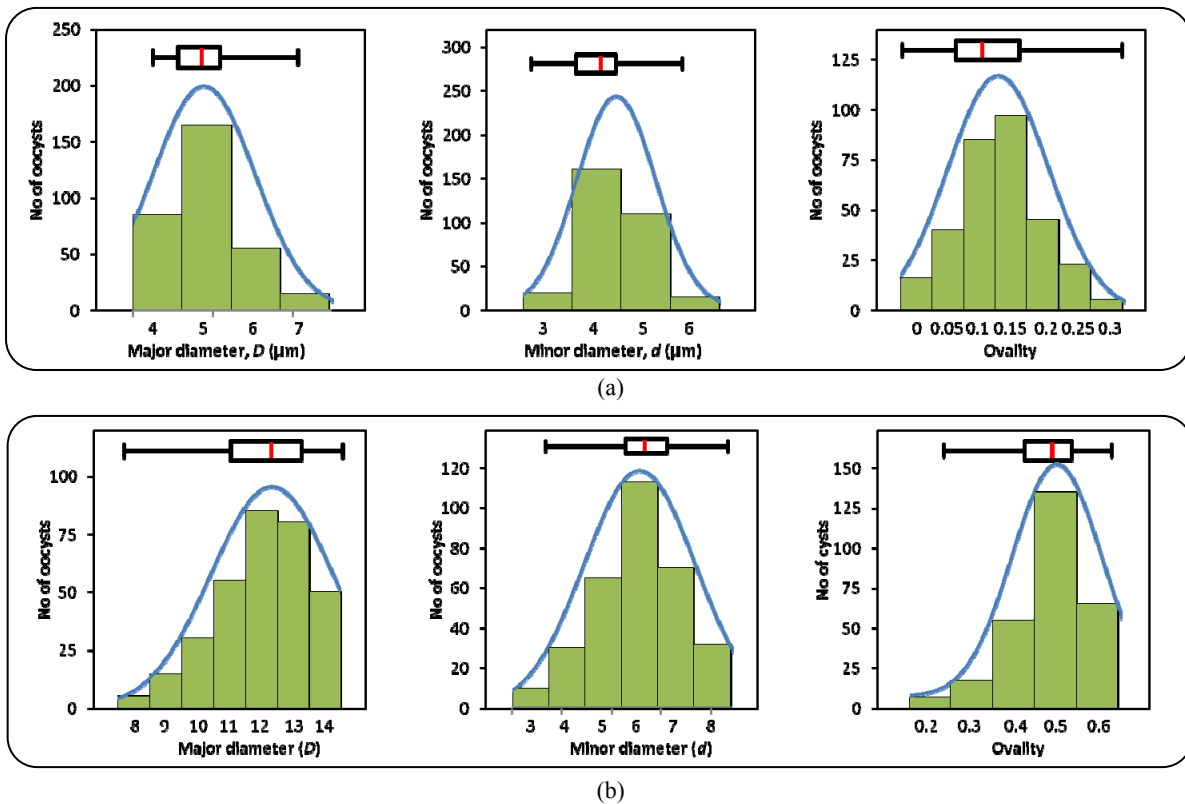 250
200
150
100
50
0
No of oocysts
4 5 6 7
Major diameter, D (μm)
300
250
200
150
100
50
0
No of oocysts
3 4 5 6
Minor diameter, d (μm)
125
100
75
50
25
0
No of oocysts
0 0.05 0.1 0.15 0.2 0.25 0.3
Ovality
(a)
100
75
50
25
0
No of oocysts
8 9 10 11 12 13 14
Major diameter (D)
120
100
80
60
40
20
0
No of oocysts
3 4 5 6 7 8
Minor diameter (d)
150
125
100
75
50
25
0
No of cysts
0.2 0.3 0.4 0.5 0.6
Ovality
(b)